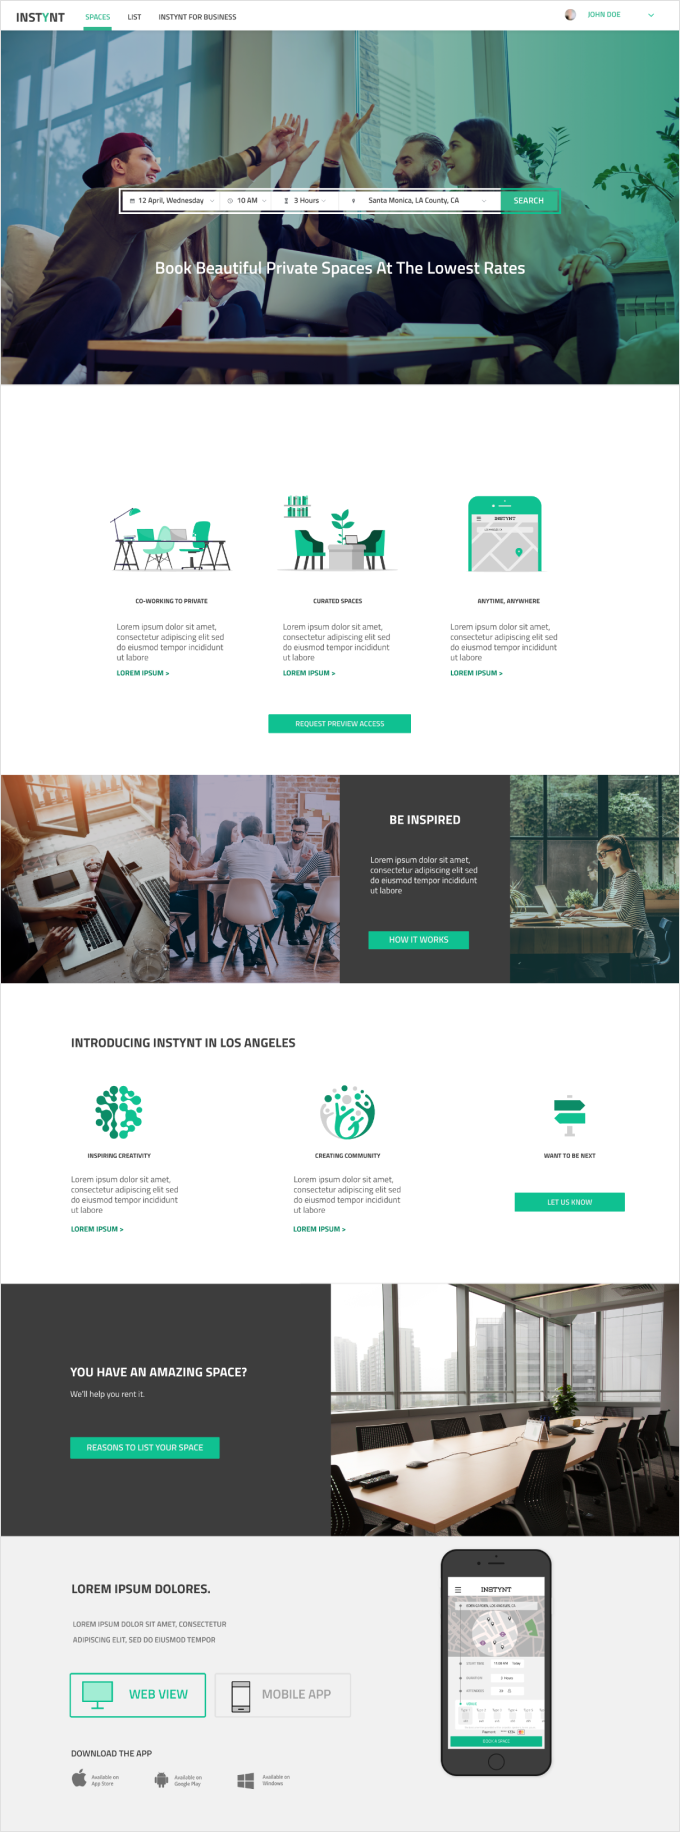 INSTYNT
SPACES
LIST
INSTYNT FOR BUSINESS
JOHN DOE
12 April, Wednesday
10 AM
3 Hours
Santa Monica, LA County, CA
SEARCH
Book Beautiful Private Spaces At The Lowest Rates
INSTYNT
CO-WORKING TO PRIVATE
Lorem ipsum dolor sit amet,
consectetur adipiscing elit sed
do eiusmod tempor incididunt
ut labore
LOREM IPSUM >
CURATED SPACES
Lorem ipsum dolor sit amet,
consectetur adipiscing elit sed
do eiusmod tempor incididunt
ut labore
LOREM IPSUM >
ANYTIME, ANYWHERE
Lorem ipsum dolor sit amet,
consectetur adipiscing elit sed
do eiusmod tempor incididunt
ut labore
LOREM IPSUM >
REQUEST PREVIEW ACCESS
BE INSPIRED
Lorem ipsum dolor sit amet,
consectetur adipiscing elit sed
do eiusmod tempor incididunt
ut labore
HOW IT WORKS
INTRODUCING INSTYNT IN LOS ANGELES
INSPIRING CREATIVITY
Lorem ipsum dolor sit amet,
consectetur adipiscing elit sed
do eiusmod tempor incididunt
ut labore
LOREM IPSUM >
CREATING COMMUNITY
Lorem ipsum dolor sit amet,
consectetur adipiscing elit sed
do eiusmod tempor incididunt
ut labore
LOREM IPSUM >
WANT TO BE NEXT
LET US KNOW
YOU HAVE AN AMAZING SPACE?
We'll help you rent it.
REASONS TO LIST YOUR SPACE
LOREM IPSUM DOLORES.
LOREM IPSUM DOLOR SIT AMET, CONSECTETUR
ADIPISCING ELIT, SED DO EIUSMOD TEMPOR
WEB VIEW
MOBILE APP
DOWNLOAD THE APP
Available on
App Store
Available on
Google Play
Available on
Windows
INSTYNT
11:00 AM Today
2 Hours
Payment
BOOK A SPACE